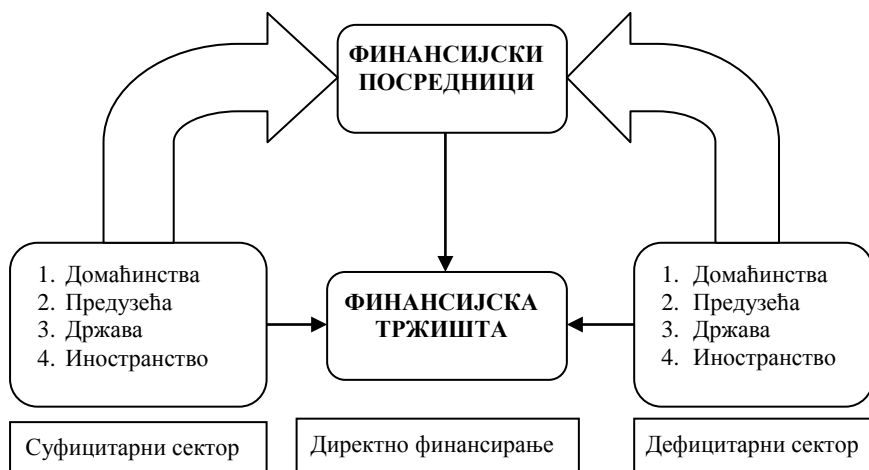 ФИНАНСИЈСКИ
ПОСРЕДНИЦИ
1. Домаћинства
2. Предузећа
3. Држава
4. Иностранство
ФИНАНСИЈСКА
ТРЖИШТА
1. Домаћинства
2. Предузећа
3. Држава
4. Иностранство
Суфицитарни сектор
Директно финансирање
Дефицитарни сектор